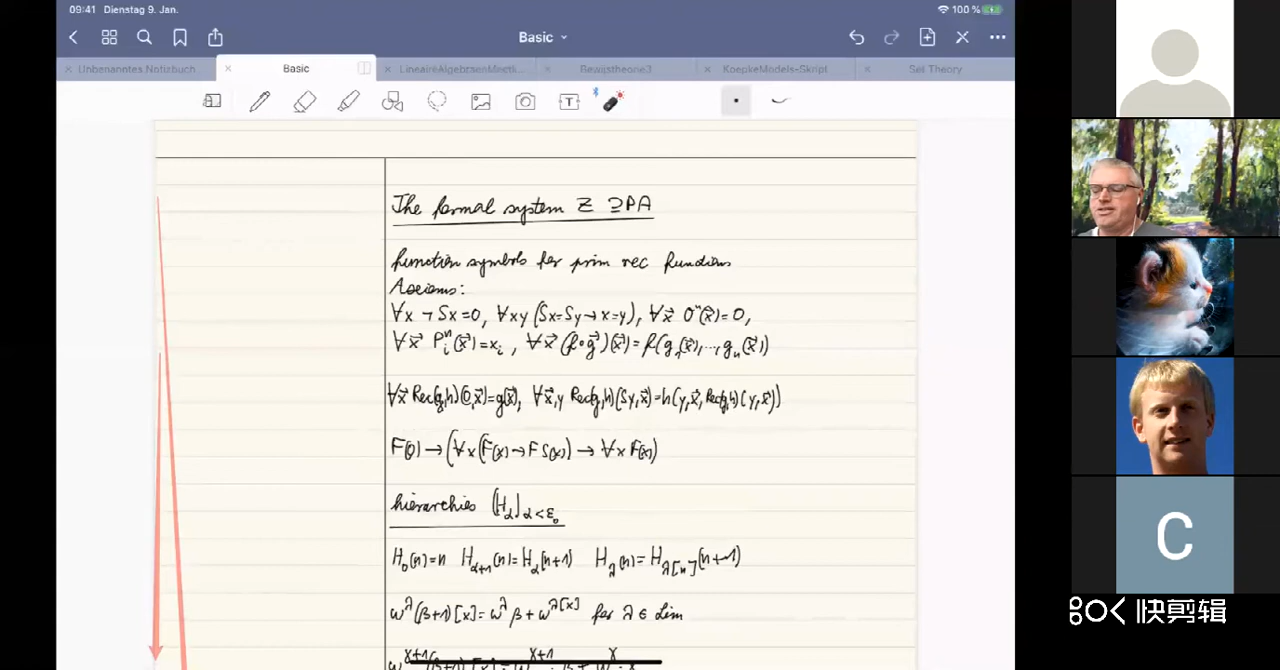 09:41 Dienstag 9. Jan.
100 %
Basic
Unbenanntes Notizbuch
Basic
LineaireAlgebraonMeetk...
Bewijstheorie3
KoepkeModels-Skript
Set Theory
The formal system Z ⊇ PA
function symbols for prim rec functions
Axioms:
∀x ¬ Sx = 0, ∀xy (Sx = Sy → x = y), ∀x⃗ 0ⁿ(x⃗) = 0,
∀x⃗ Pᵢⁿ(x⃗) = xᵢ, ∀x⃗ (f∘g⃗)(x⃗) = f(g₁(x⃗),...,gₙ(x⃗))
∀x⃗ Rec(g,h)(0,x⃗) = g(x⃗), ∀x⃗,y Rec(g,h)(Sy,x⃗) = h(y,x⃗,Rec(g,h)(y,x⃗))
F(0) → (∀x(F(x) → F S(x)) → ∀x F(x))
hierarchies (H_α)_{α<ε₀}
H₀(n) = n H_{α+1}(n) = H_α(n+1) H_λ(n) = H_{λ[n]}(n+1)
ω^λ(β+1)[x] = ω^λ β + ω^{λ[x]} for λ ∈ Lim
C
快剪辑